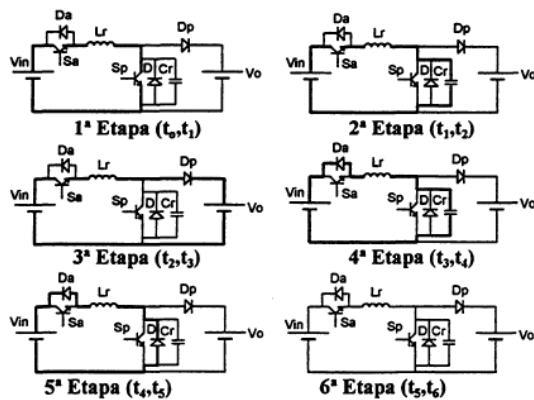 Da
Lr
Dp
Vin
Sa
Sp
D
Cr
Vo
1ª Etapa (t₀,t₁)
Da
Lr
Dp
Vin
Sa
Sp
D
Cr
Vo
2ª Etapa (t₁,t₂)
Da
Lr
Dp
Vin
Sa
Sp
D
Cr
Vo
3ª Etapa (t₂,t₃)
Da
Lr
Dp
Vin
Sa
Sp
D
Cr
Vo
4ª Etapa (t₃,t₄)
Da
Lr
Dp
Vin
Sa
Sp
D
Cr
Vo
5ª Etapa (t₄,t₅)
Da
Lr
Dp
Vin
Sa
Sp
D
Cr
Vo
6ª Etapa (t₅,t₆)